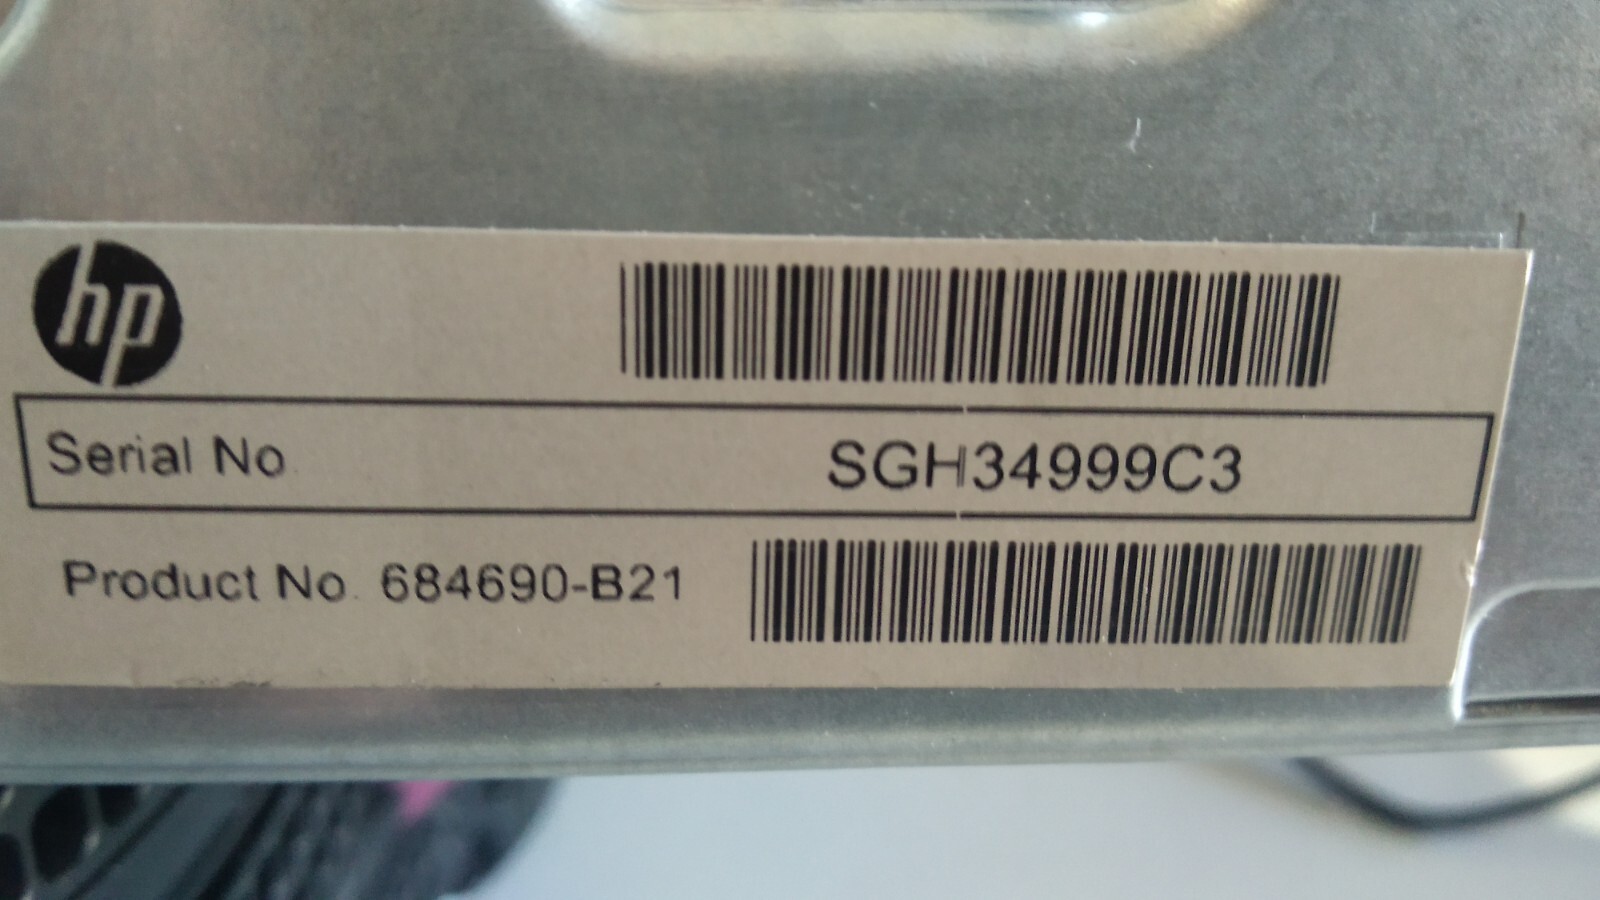 hp
Serial No SGH34999C3
Product No. 684690-B21